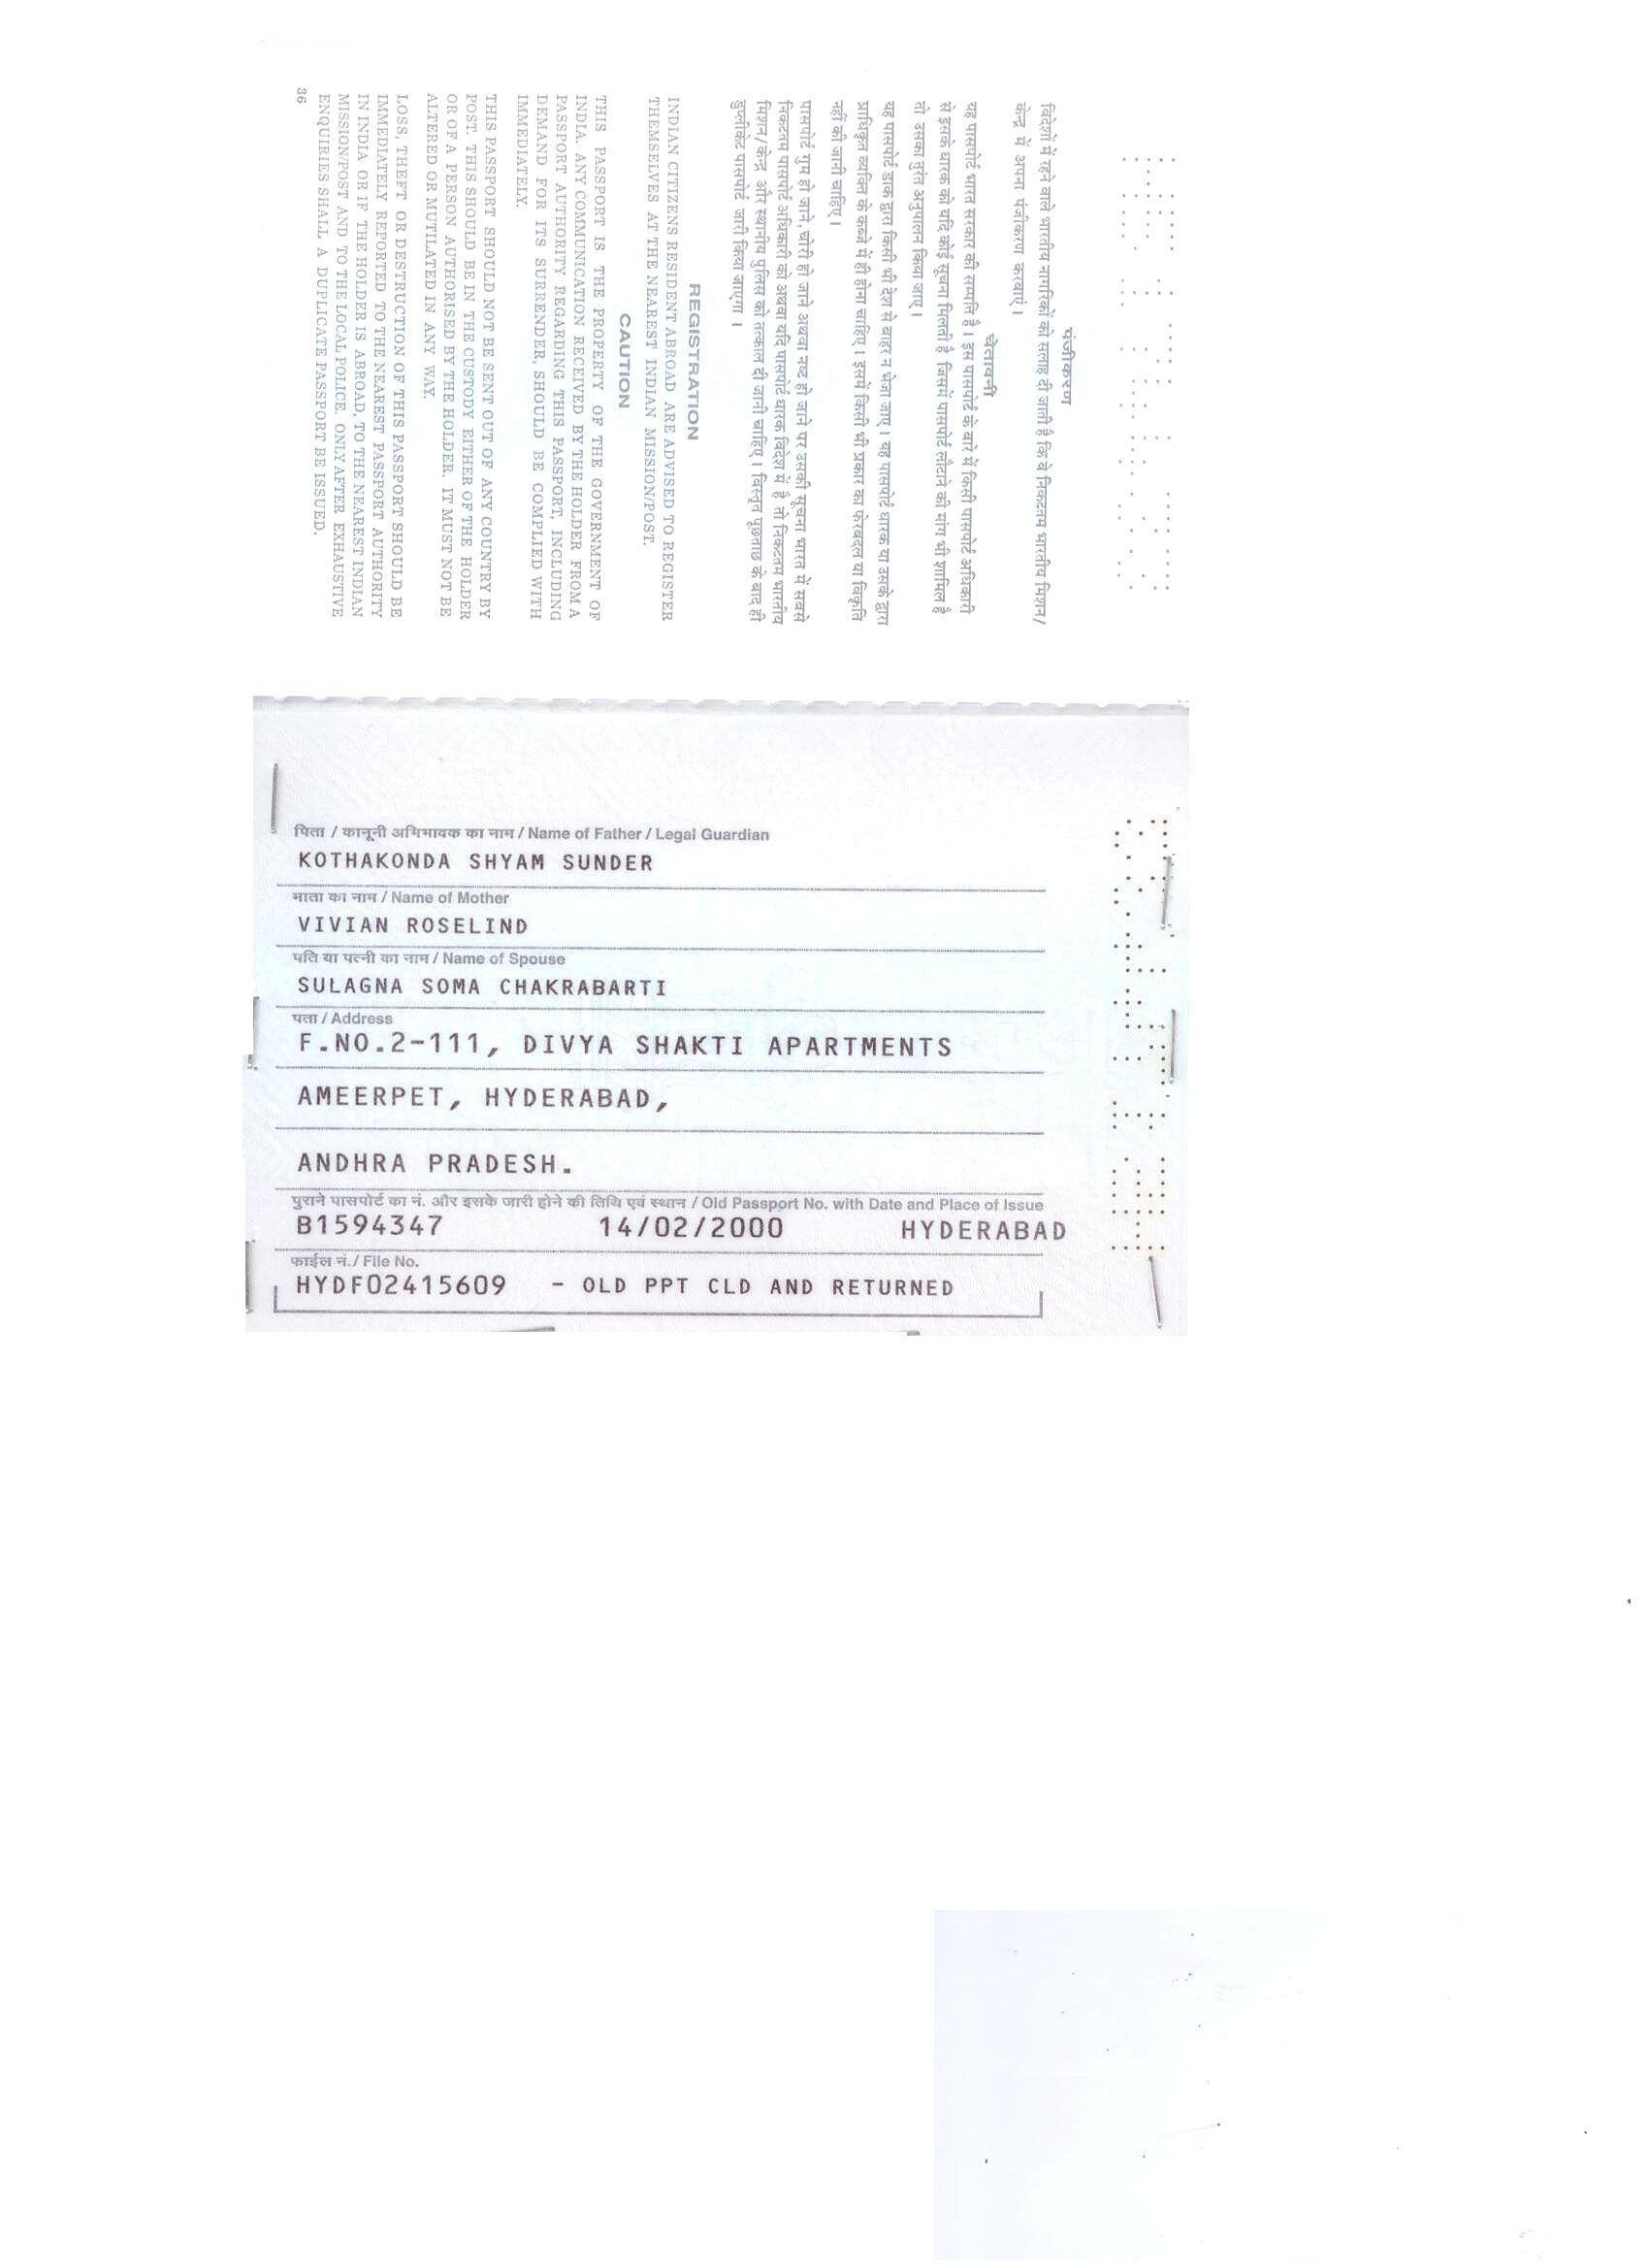 पंजीकरण
विदेशों में रहने वाले भारतीय नागरिकों को सलाह दी जाती है कि वे निकटतम भारतीय मिशन/
केन्द्र में अपना पंजीकरण करवाएं ।
चेतावनी
यह पासपोर्ट भारत सरकार की सम्पत्ति है । इस पासपोर्ट के बारे में किसी पासपोर्ट अधिकारी
से इसके धारक को यदि कोई सूचना मिलती है जिसमें पासपोर्ट लौटाने की मांग भी शामिल है
तो उसका तुरंत अनुपालन किया जाए ।
यह पासपोर्ट डाक द्वारा किसी भी देश से बाहर न भेजा जाए । यह पासपोर्ट धारक या उसके द्वारा
प्राधिकृत व्यक्ति के कब्जे में ही होना चाहिए । इसमें किसी भी प्रकार का फेरबदल या विकृति
नहीं की जानी चाहिए ।
पासपोर्ट गुम हो जाने, चोरी हो जाने अथवा नष्ट हो जाने पर उसकी सूचना भारत में सबसे
निकटतम पासपोर्ट अधिकारी को अथवा यदि पासपोर्ट धारक विदेश में है तो निकटतम भारतीय
मिशन/केन्द्र और स्थानीय पुलिस को तत्काल दी जानी चाहिए । विस्तृत पूछताछ के बाद ही
डुप्लीकेट पासपोर्ट जारी किया जाएगा ।
REGISTRATION
INDIAN CITIZENS RESIDENT ABROAD ARE ADVISED TO REGISTER
THEMSELVES AT THE NEAREST INDIAN MISSION/POST.
CAUTION
THIS PASSPORT IS THE PROPERTY OF THE GOVERNMENT OF
INDIA. ANY COMMUNICATION RECEIVED BY THE HOLDER FROM A
PASSPORT AUTHORITY REGARDING THIS PASSPORT, INCLUDING
DEMAND FOR ITS SURRENDER, SHOULD BE COMPLIED WITH
IMMEDIATELY.
THIS PASSPORT SHOULD NOT BE SENT OUT OF ANY COUNTRY BY
POST. THIS SHOULD BE IN THE CUSTODY EITHER OF THE HOLDER
OR OF A PERSON AUTHORISED BY THE HOLDER. IT MUST NOT BE
ALTERED OR MUTILATED IN ANY WAY.
LOSS, THEFT OR DESTRUCTION OF THIS PASSPORT SHOULD BE
IMMEDIATELY REPORTED TO THE NEAREST PASSPORT AUTHORITY
IN INDIA OR IF THE HOLDER IS ABROAD, TO THE NEAREST INDIAN
MISSION/POST AND TO THE LOCAL POLICE. ONLY AFTER EXHAUSTIVE
ENQUIRIES SHALL A DUPLICATE PASSPORT BE ISSUED.
36
पिता / कानूनी अभिभावक का नाम / Name of Father / Legal Guardian
KOTHAKONDA SHYAM SUNDER
माता का नाम / Name of Mother
VIVIAN ROSELIND
पति या पत्नी का नाम / Name of Spouse
SULAGNA SOMA CHAKRABARTI
पता / Address
F.NO.2-111, DIVYA SHAKTI APARTMENTS
AMEERPET, HYDERABAD,
ANDHRA PRADESH.
पुराने पासपोर्ट का नं. और इसके जारी होने की तिथि एवं स्थान / Old Passport No. with Date and Place of Issue
B1594347 14/02/2000 HYDERABAD
फाईल नं./ File No.
HYDF02415609 - OLD PPT CLD AND RETURNED